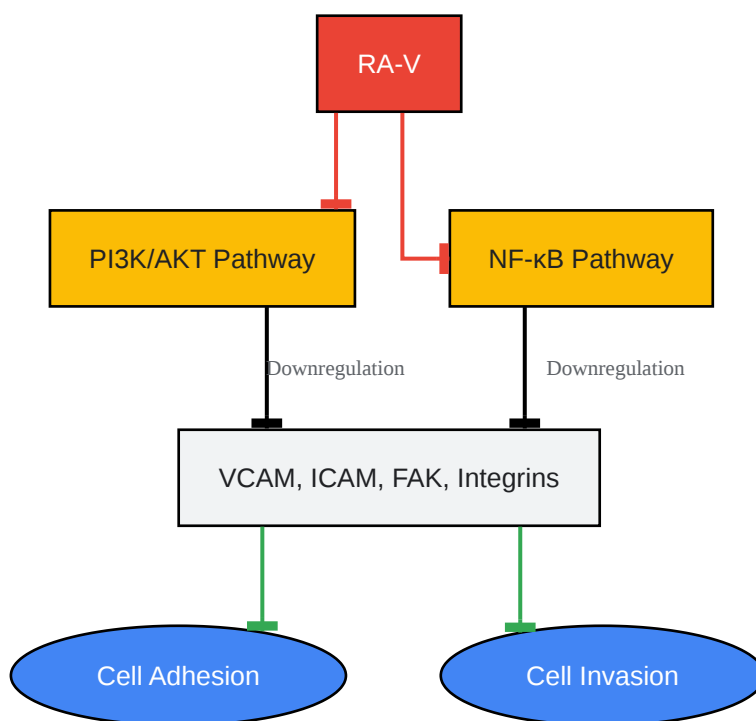 RA-V
PI3K/AKT Pathway
NF-κB Pathway
Downregulation
Downregulation
VCAM, ICAM, FAK, Integrins
Cell Adhesion
Cell Invasion